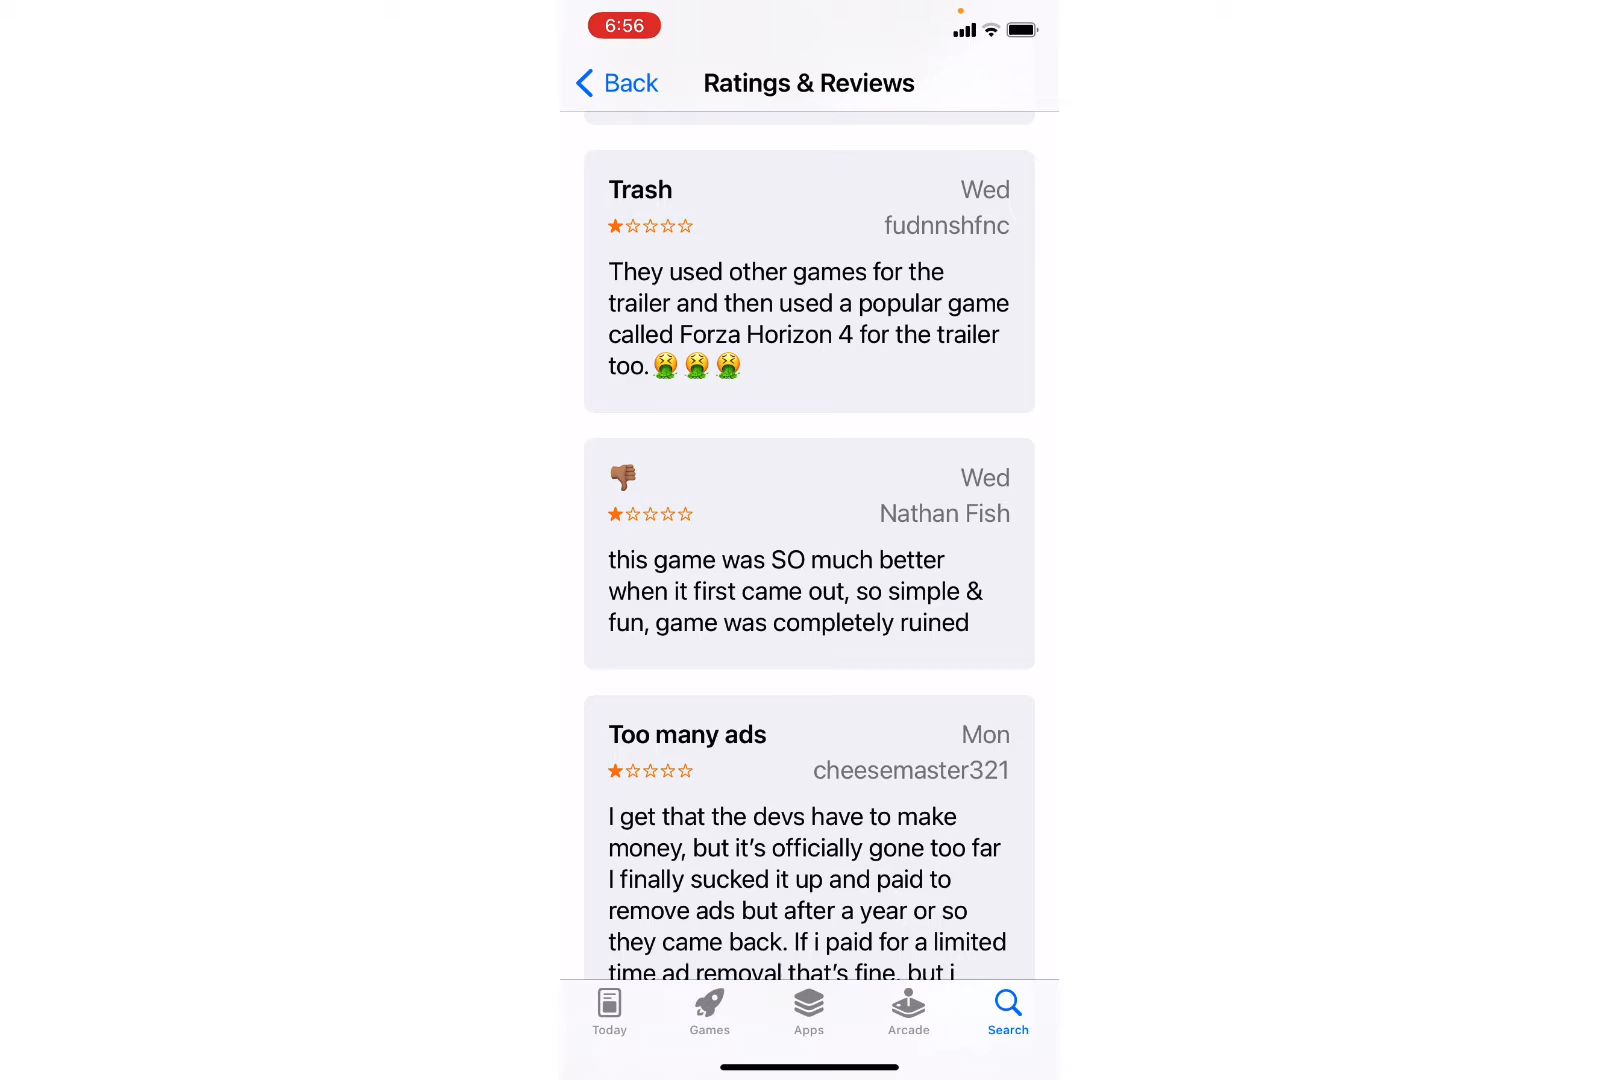 6:56
Back
Ratings & Reviews
Trash
Wed
fudnnshfnc
They used other games for the
trailer and then used a popular game
called Forza Horizon 4 for the trailer
too.🤮🤮🤮
👎🏾
Wed
Nathan Fish
this game was SO much better
when it first came out, so simple &
fun, game was completely ruined
Too many ads
Mon
cheesemaster321
I get that the devs have to make
money, but it’s officially gone too far
I finally sucked it up and paid to
remove ads but after a year or so
they came back. If i paid for a limited
time ad removal that’s fine, but i
Today
Games
Apps
Arcade
Search